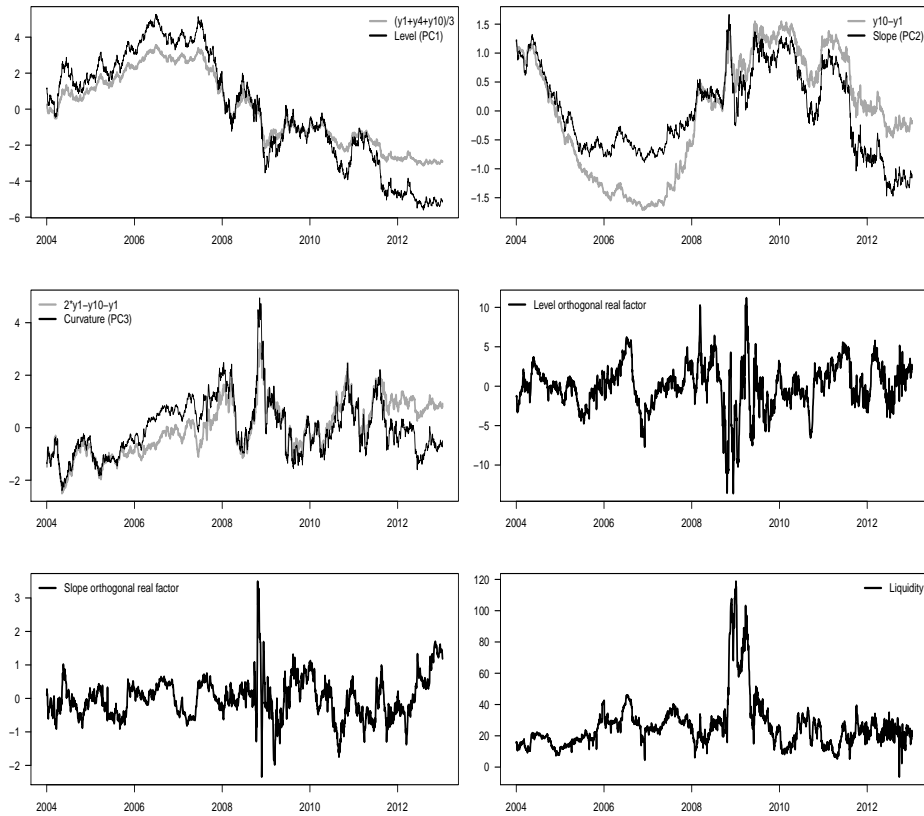 (y1+y4+y10)/3
Level (PC1)
4
2
0
−2
−4
−6
2004 2006 2008 2010 2012
y10−y1
Slope (PC2)
1.5
1.0
0.5
0.0
−0.5
−1.0
−1.5
2004 2006 2008 2010 2012
2*y1−y10−y1
Curvature (PC3)
4
2
0
−2
2004 2006 2008 2010 2012
Level orthogonal real factor
10
5
0
−5
−10
2004 2006 2008 2010 2012
Slope orthogonal real factor
3
2
1
0
−1
−2
2004 2006 2008 2010 2012
Liquidity
120
100
80
60
40
20
0
2004 2006 2008 2010 2012